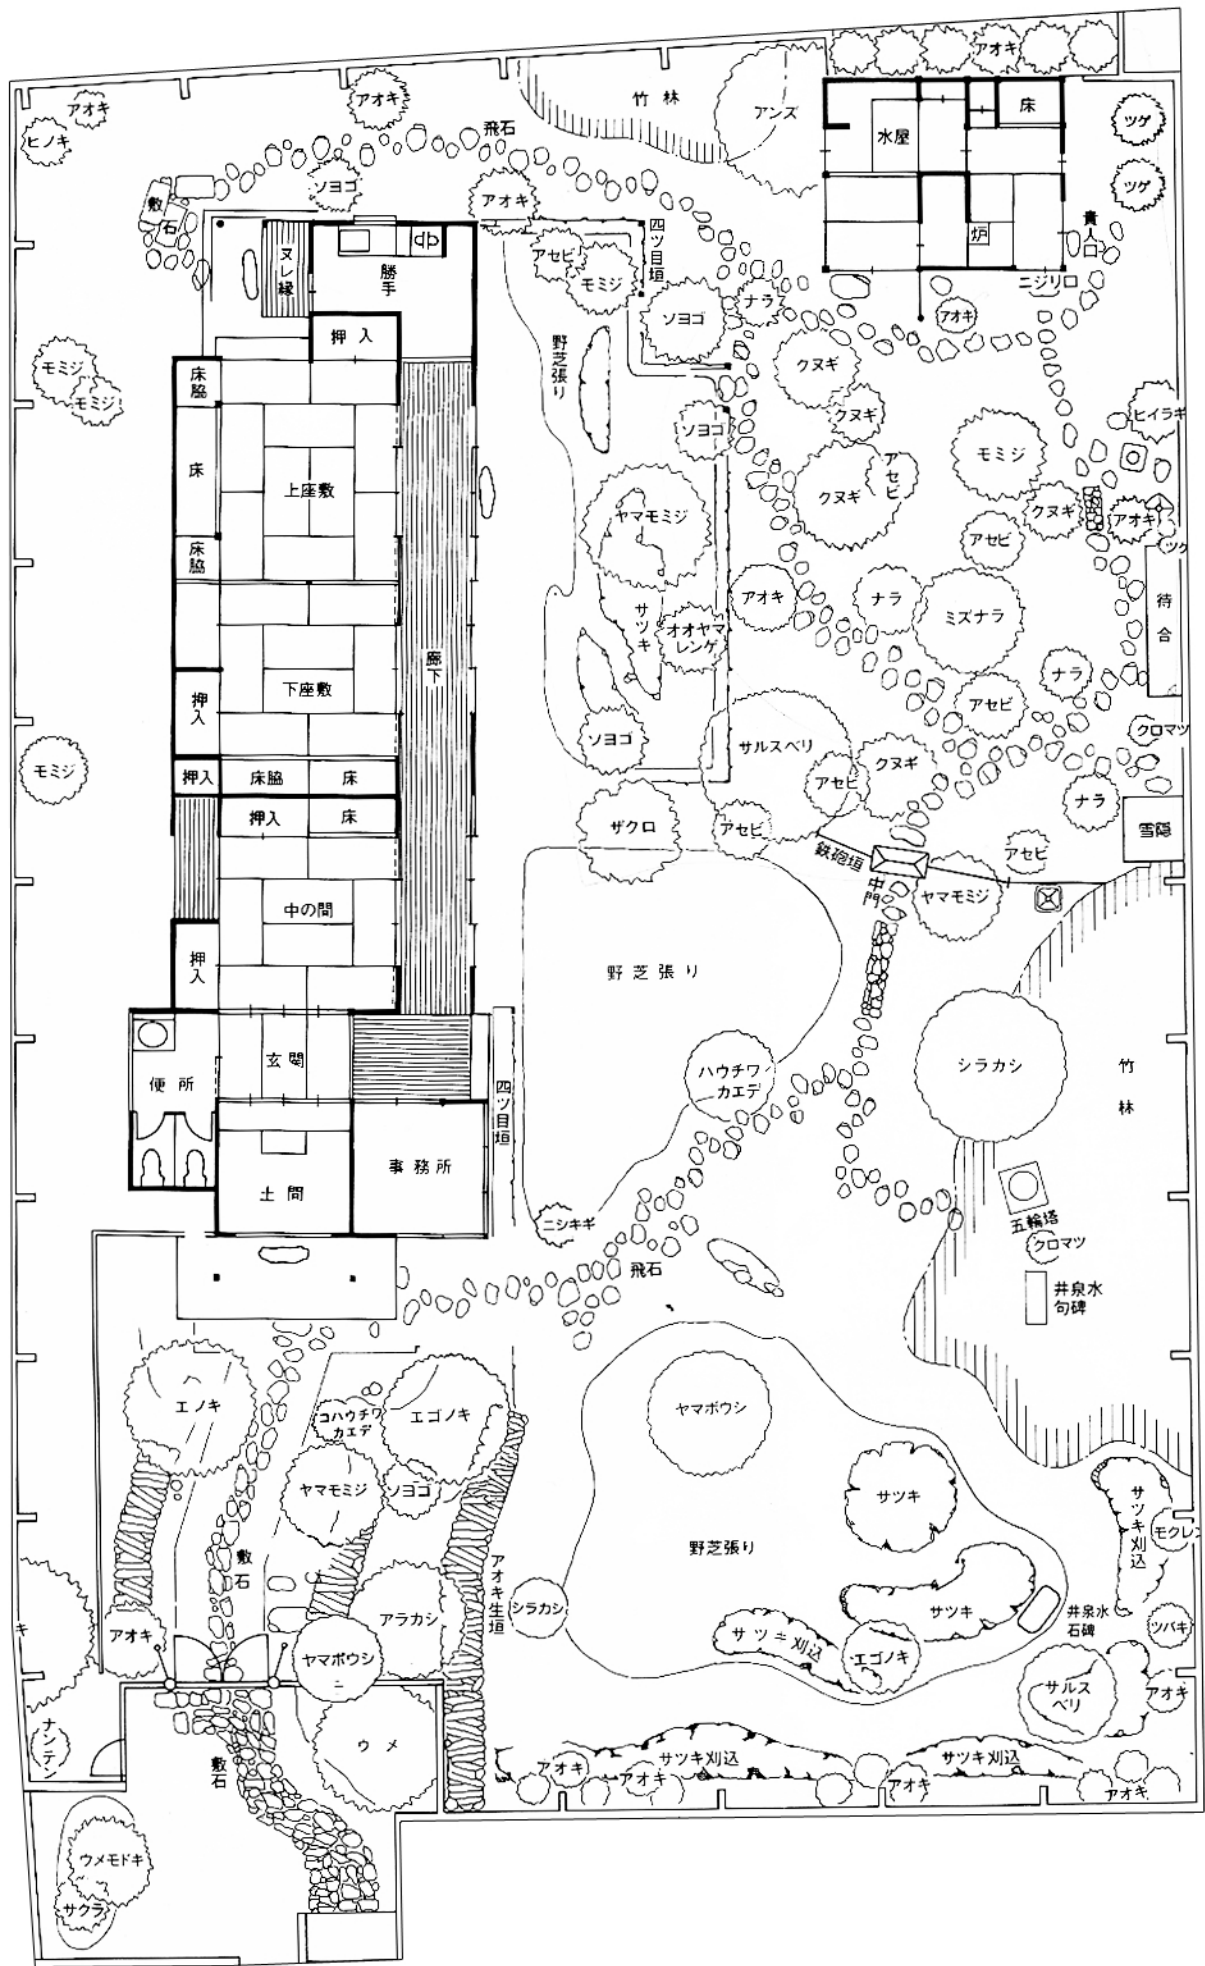 アオキ
アオキ
アオキ
ヒノキ
竹林
アンズ
水屋
床
ツゲ
ツゲ
飛石
ソヨゴ
アオキ
敷石
ヌレ縁
勝手
アセビ
モミジ
四ツ目垣
炉
貴人口
ニジリ口
押入
ソヨゴ
ナラ
アオキ
野芝張り
モミジ
モミジ
床脇
クヌギ
クヌギ
ヒイラギ
ソヨゴ
モミジ
床
上座敷
アセビ
クヌギ
クヌギ
アオキ
ヤマモミジ
アセビ
床脇
アオキ
ナラ
ミズナラ
待合
サツキ
オオヤマ
レンゲ
廊下
下座敷
押入
ナラ
アセビ
クロマツ
ソヨゴ
サルスベリ
モミジ
押入
床脇
床
アセビ
クヌギ
ナラ
押入
床
ザクロ
アセビ
雪隠
鉄砲垣
アセビ
中門
ヤマモミジ
中の間
押入
野芝張り
玄関
便所
四ツ目垣
ハウチワ
カエデ
シラカシ
竹林
事務所
土間
ニシキギ
五輪塔
クロマツ
飛石
井泉水
句碑
エノキ
コハウチワ
カエデ
エゴノキ
ヤマボウシ
ヤマモミジ
ソヨゴ
サツキ
サツキ刈込
モクレン
敷石
野芝張り
アオキ生垣
アラカシ
シラカシ
サツキ
井泉水
石碑
ツバキ
アオキ
ヤマボウシ
サツキ刈込
エゴノキ
サルス
ベリ
アオキ
ナンテン
敷石
ウメ
サツキ刈込
サツキ刈込
アオキ
アオキ
アオキ
アオキ
ウメモドキ
サクラ